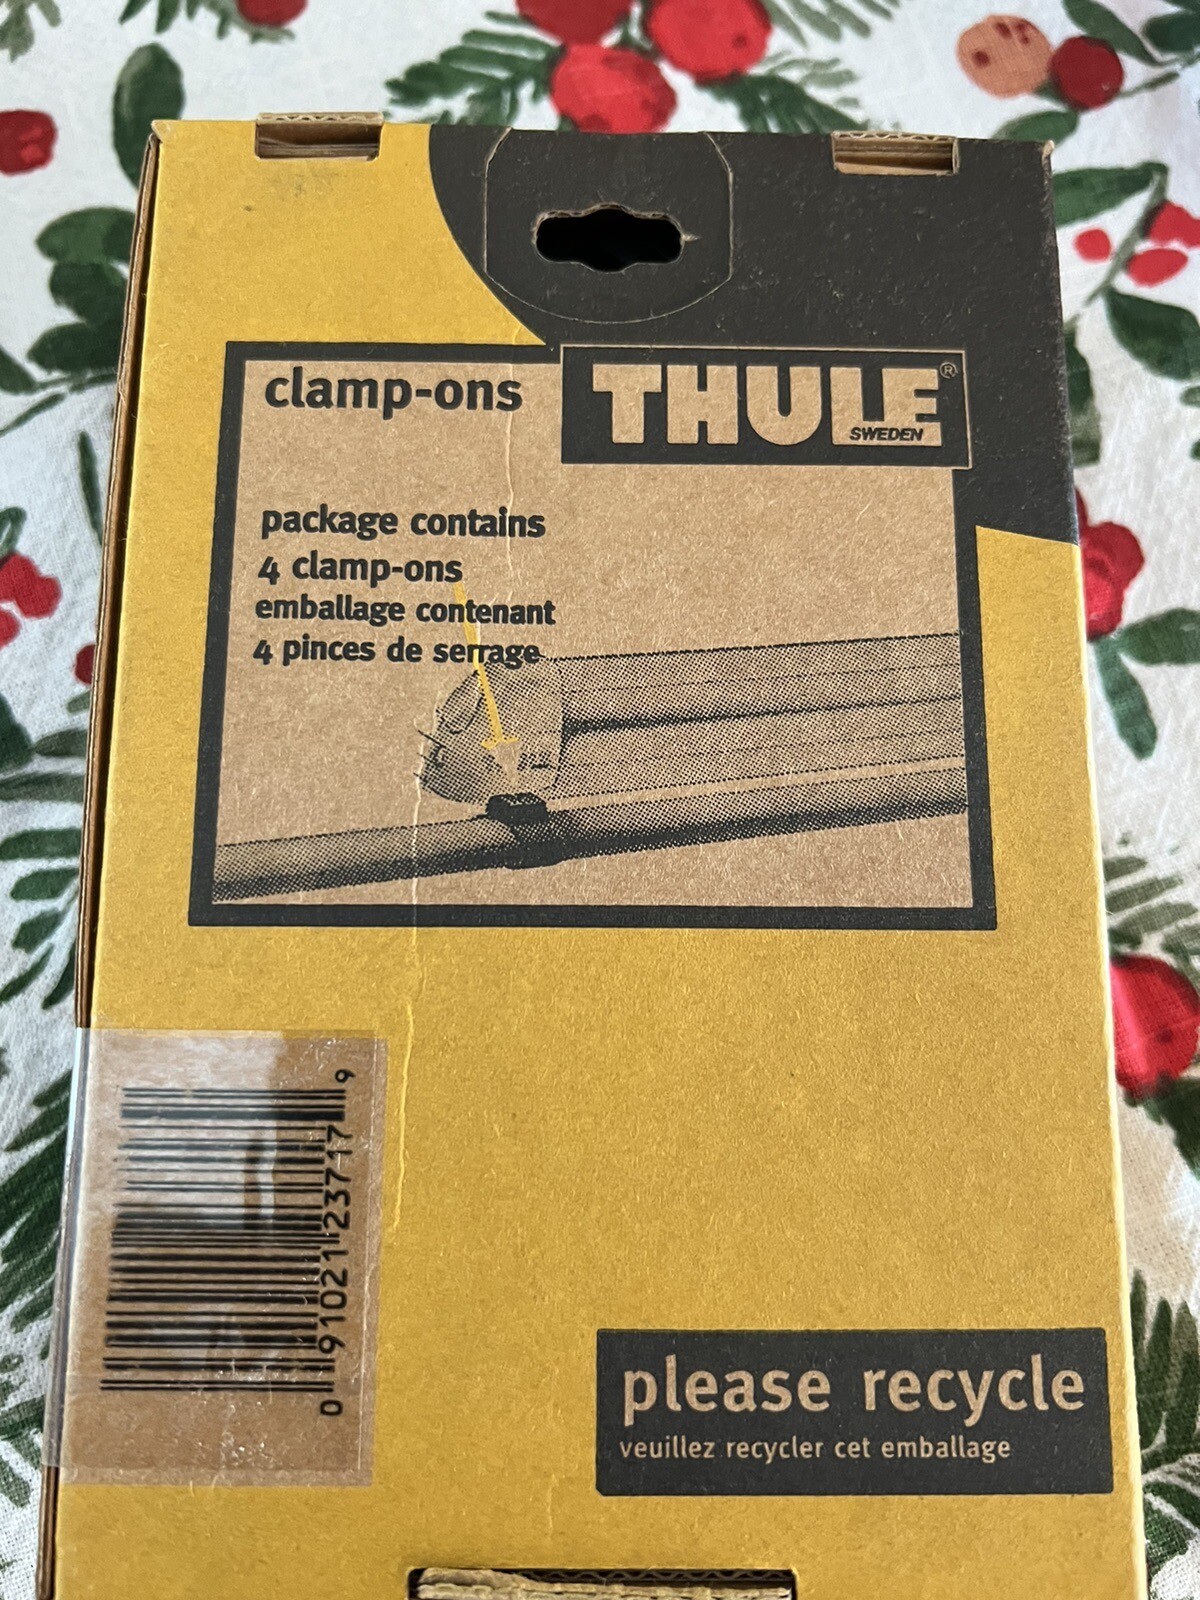 clamp-ons
THULE®
SWEDEN
package contains
4 clamp-ons
emballage contenant
4 pinces de serrage
0 91021 23717 9
please recycle
veuillez recycler cet emballage